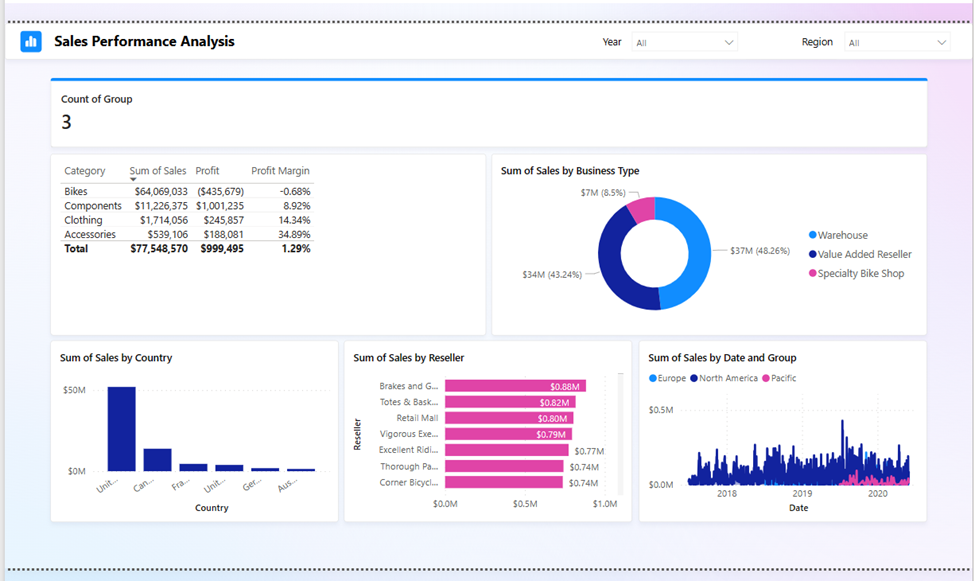 Sales Performance Analysis
Year All
Region All
Count of Group
3
Category Sum of Sales Profit Profit Margin
Bikes $64,069,033 ($435,679) -0.68%
Components $11,226,375 $1,001,235 8.92%
Clothing $1,714,056 $245,857 14.34%
Accessories $539,106 $188,081 34.89%
Total $77,548,570 $999,495 1.29%
Sum of Sales by Business Type
$7M (8.5%)
$37M (48.26%)
$34M (43.24%)
Warehouse
Value Added Reseller
Specialty Bike Shop
Sum of Sales by Country
$50M
$0M
Unit...
Can...
Fra...
Unit...
Ger...
Aus...
Country
Sum of Sales by Reseller
Reseller
Brakes and G... $0.88M
Totes & Bask... $0.82M
Retail Mall $0.80M
Vigorous Exe... $0.79M
Excellent Ridi... $0.77M
Thorough Pa... $0.74M
Corner Bicycl... $0.74M
$0.0M $0.5M $1.0M
Sum of Sales by Date and Group
Europe North America Pacific
$0.5M
$0.0M
2018 2019 2020
Date